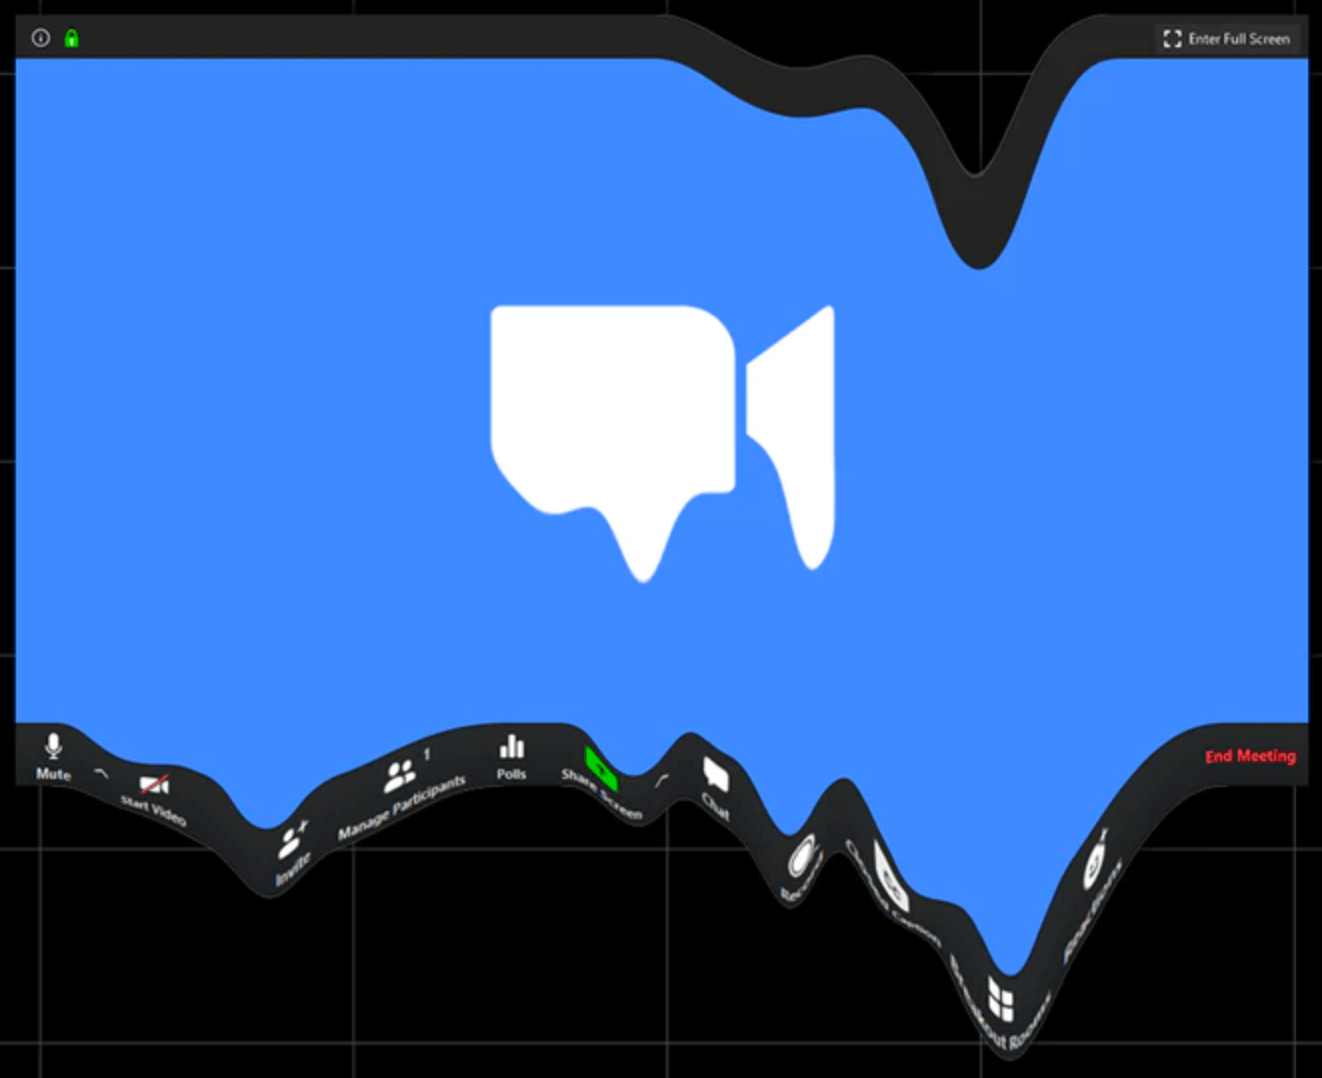 Enter Full Screen
Mute
Start Video
Invite
Manage Participants
1
Polls
Share Screen
Chat
Record
Closed Caption
Breakout Rooms
Reactions
End Meeting